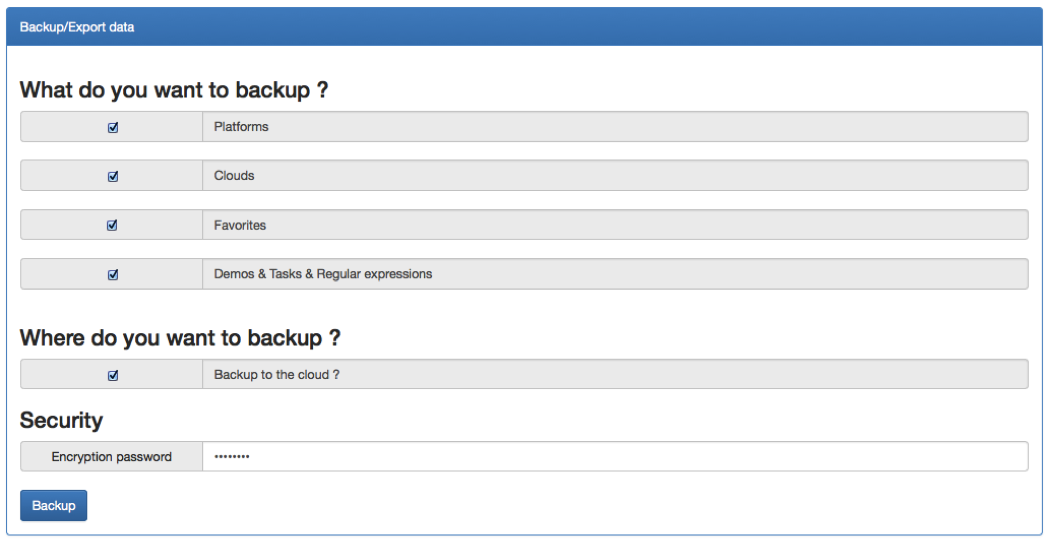 Backup/Export data
What do you want to backup ?
Platforms
Clouds
Favorites
Demos & Tasks & Regular expressions
Where do you want to backup ?
Backup to the cloud ?
Security
Encryption password ••••••••
Backup